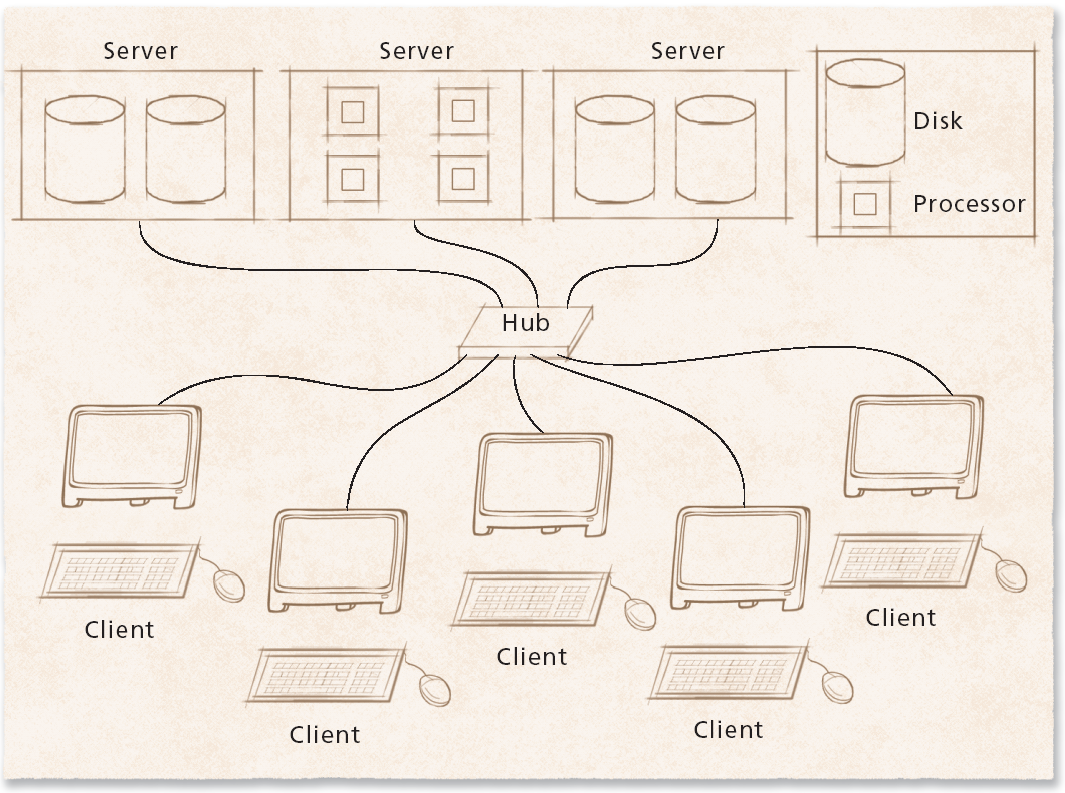 Server
Server
Server
Disk
Processor
Hub
Client
Client
Client
Client
Client